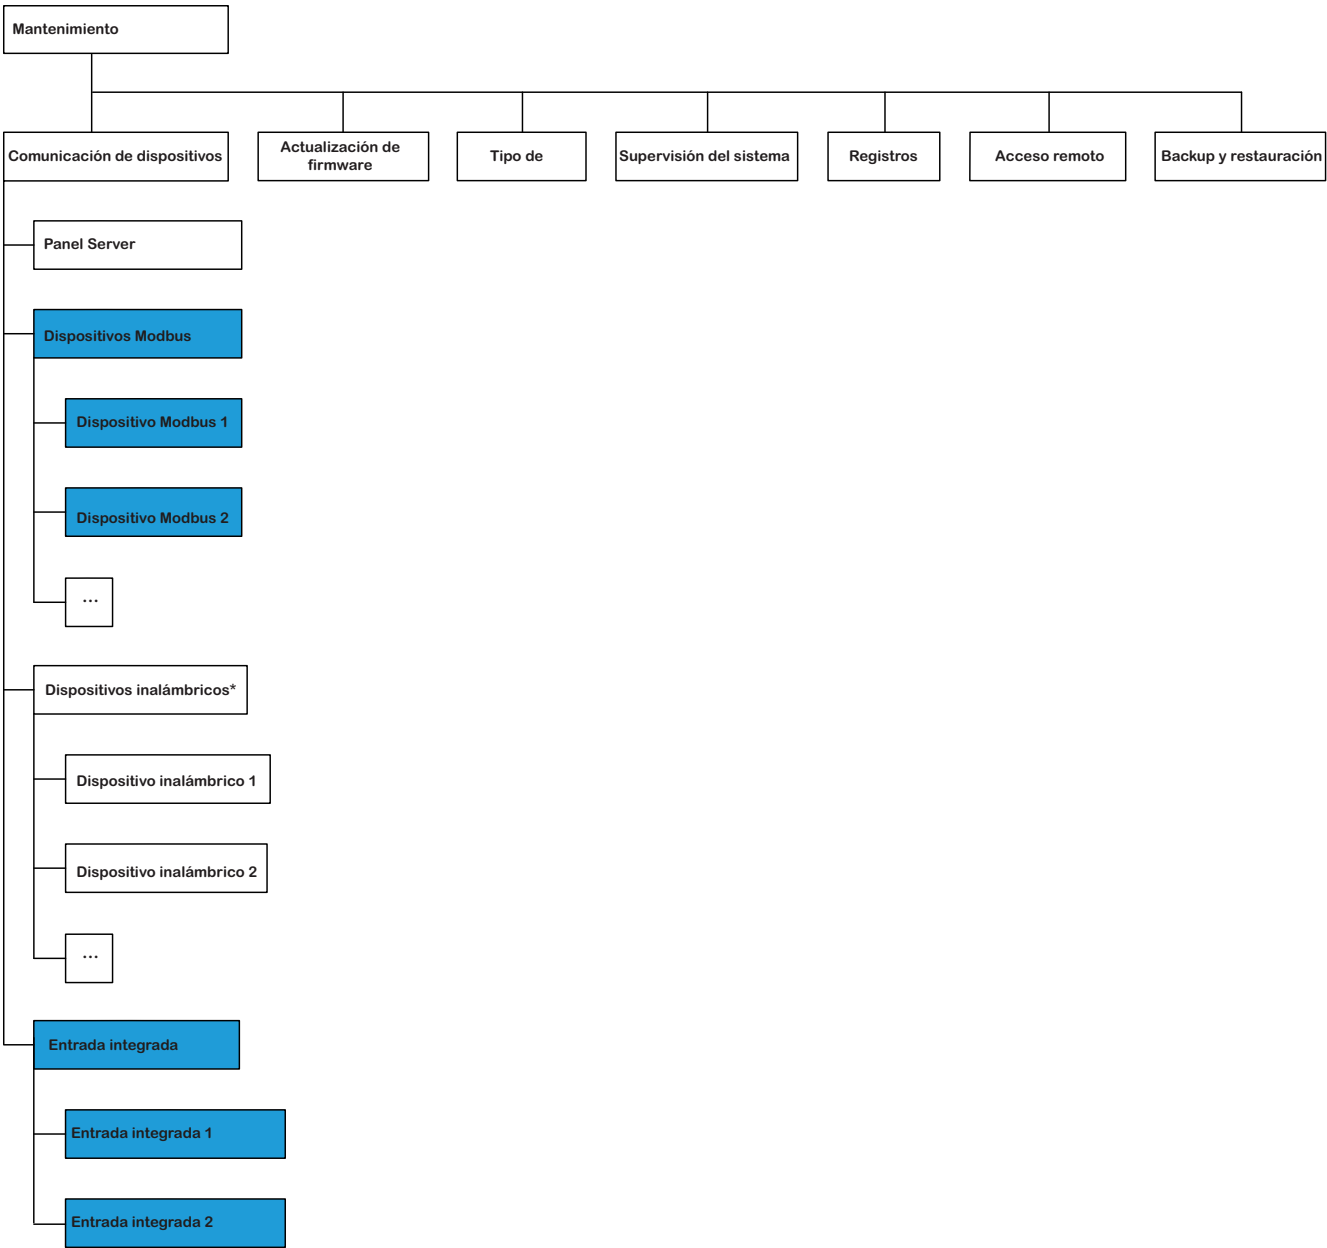 Mantenimiento
Comunicación de dispositivos
Actualización de
firmware
Tipo de
Supervisión del sistema
Registros
Acceso remoto
Backup y restauración
Panel Server
Dispositivos Modbus
Dispositivo Modbus 1
Dispositivo Modbus 2
...
Dispositivos inalámbricos*
Dispositivo inalámbrico 1
Dispositivo inalámbrico 2
...
Entrada integrada
Entrada integrada 1
Entrada integrada 2